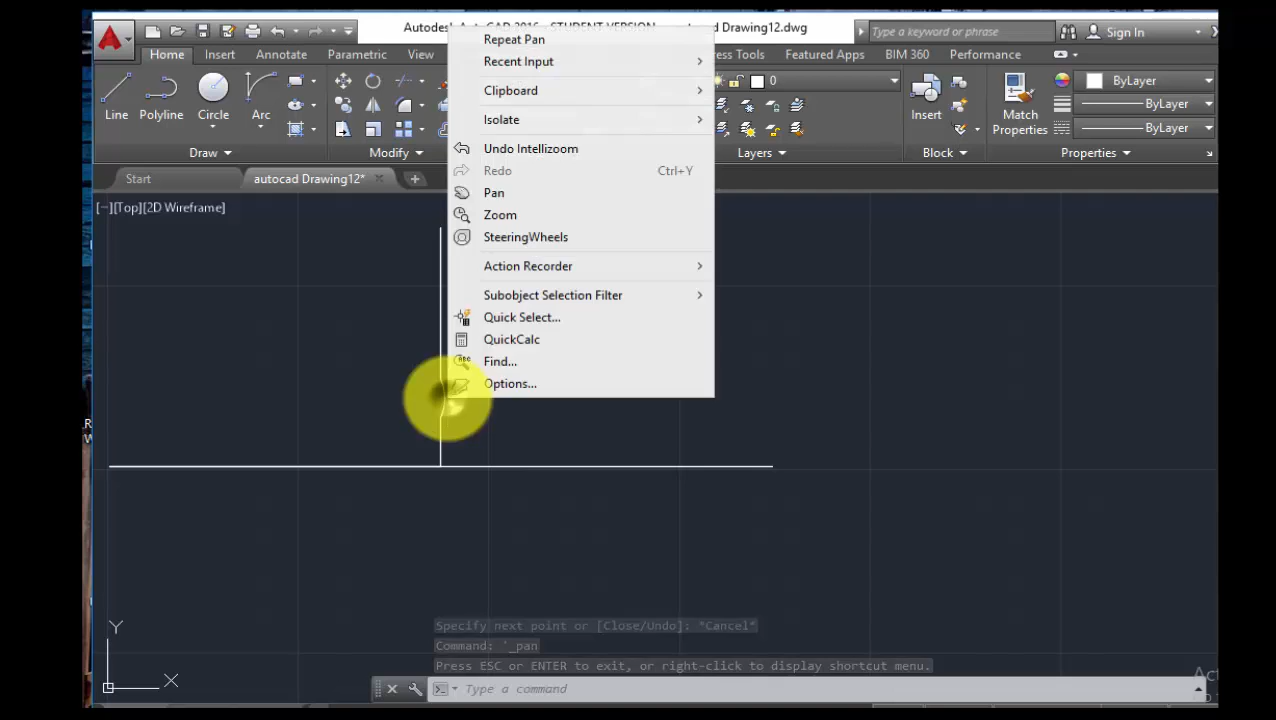 Autodesk AutoCAD 2016 - STUDENT VERSION
d Drawing12.dwg
Type a keyword or phrase
Sign In
Home
Insert
Annotate
Parametric
View
ess Tools
Featured Apps
BIM 360
Performance
Line
Polyline
Circle
Arc
0
Insert
Match
Properties
ByLayer
ByLayer
ByLayer
Draw
Modify
Layers
Block
Properties
Start
autocad Drawing12*
[−][Top][2D Wireframe]
Repeat Pan
Recent Input
Clipboard
Isolate
Undo Intellizoom
Redo Ctrl+Y
Pan
Zoom
SteeringWheels
Action Recorder
Subobject Selection Filter
Quick Select...
QuickCalc
Find...
Options...
R
W
Y
X
Specify next point or [Close/Undo]: *Cancel*
Command: '_pan
Press ESC or ENTER to exit, or right-click to display shortcut menu.
Type a command
Act